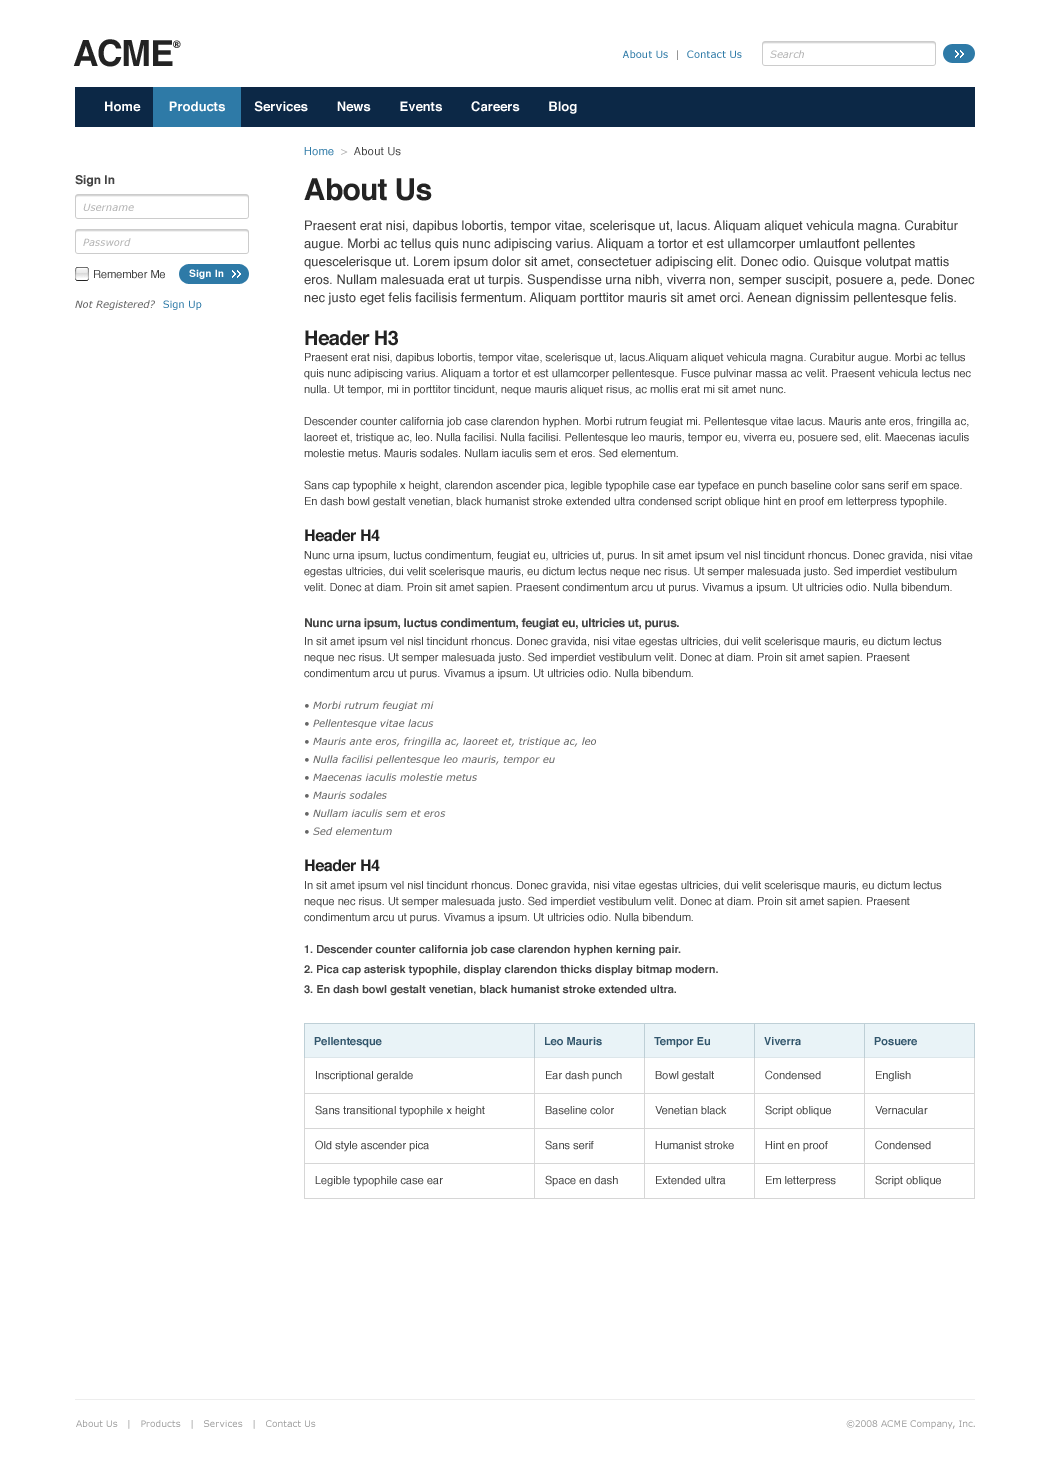 ACME®
About Us | Contact Us
Search
Home Products Services News Events Careers Blog
Home > About Us
Sign In
Username
Password
Remember Me Sign In
Not Registered? Sign Up
About Us
Praesent erat nisi, dapibus lobortis, tempor vitae, scelerisque ut, lacus. Aliquam aliquet vehicula magna. Curabitur
augue. Morbi ac tellus quis nunc adipiscing varius. Aliquam a tortor et est ullamcorper umlautfont pellentes
quescelerisque ut. Lorem ipsum dolor sit amet, consectetuer adipiscing elit. Donec odio. Quisque volutpat mattis
eros. Nullam malesuada erat ut turpis. Suspendisse urna nibh, viverra non, semper suscipit, posuere a, pede. Donec
nec justo eget felis facilisis fermentum. Aliquam porttitor mauris sit amet orci. Aenean dignissim pellentesque felis.
Header H3
Praesent erat nisi, dapibus lobortis, tempor vitae, scelerisque ut, lacus.Aliquam aliquet vehicula magna. Curabitur augue. Morbi ac tellus
quis nunc adipiscing varius. Aliquam a tortor et est ullamcorper pellentesque. Fusce pulvinar massa ac velit. Praesent vehicula lectus nec
nulla. Ut tempor, mi in porttitor tincidunt, neque mauris aliquet risus, ac mollis erat mi sit amet nunc.
Descender counter california job case clarendon hyphen. Morbi rutrum feugiat mi. Pellentesque vitae lacus. Mauris ante eros, fringilla ac,
laoreet et, tristique ac, leo. Nulla facilisi. Nulla facilisi. Pellentesque leo mauris, tempor eu, viverra eu, posuere sed, elit. Maecenas iaculis
molestie metus. Mauris sodales. Nullam iaculis sem et eros. Sed elementum.
Sans cap typophile x height, clarendon ascender pica, legible typophile case ear typeface en punch baseline color sans serif em space.
En dash bowl gestalt venetian, black humanist stroke extended ultra condensed script oblique hint en proof em letterpress typophile.
Header H4
Nunc urna ipsum, luctus condimentum, feugiat eu, ultricies ut, purus. In sit amet ipsum vel nisl tincidunt rhoncus. Donec gravida, nisi vitae
egestas ultricies, dui velit scelerisque mauris, eu dictum lectus neque nec risus. Ut semper malesuada justo. Sed imperdiet vestibulum
velit. Donec at diam. Proin sit amet sapien. Praesent condimentum arcu ut purus. Vivamus a ipsum. Ut ultricies odio. Nulla bibendum.
Nunc urna ipsum, luctus condimentum, feugiat eu, ultricies ut, purus.
In sit amet ipsum vel nisl tincidunt rhoncus. Donec gravida, nisi vitae egestas ultricies, dui velit scelerisque mauris, eu dictum lectus
neque nec risus. Ut semper malesuada justo. Sed imperdiet vestibulum velit. Donec at diam. Proin sit amet sapien. Praesent
condimentum arcu ut purus. Vivamus a ipsum. Ut ultricies odio. Nulla bibendum.
• Morbi rutrum feugiat mi
• Pellentesque vitae lacus
• Mauris ante eros, fringilla ac, laoreet et, tristique ac, leo
• Nulla facilisi pellentesque leo mauris, tempor eu
• Maecenas iaculis molestie metus
• Mauris sodales
• Nullam iaculis sem et eros
• Sed elementum
Header H4
In sit amet ipsum vel nisl tincidunt rhoncus. Donec gravida, nisi vitae egestas ultricies, dui velit scelerisque mauris, eu dictum lectus
neque nec risus. Ut semper malesuada justo. Sed imperdiet vestibulum velit. Donec at diam. Proin sit amet sapien. Praesent
condimentum arcu ut purus. Vivamus a ipsum. Ut ultricies odio. Nulla bibendum.
1. Descender counter california job case clarendon hyphen kerning pair.
2. Pica cap asterisk typophile, display clarendon thicks display bitmap modern.
3. En dash bowl gestalt venetian, black humanist stroke extended ultra.
Pellentesque Leo Mauris Tempor Eu Viverra Posuere
Inscriptional geralde Ear dash punch Bowl gestalt Condensed English
Sans transitional typophile x height Baseline color Venetian black Script oblique Vernacular
Old style ascender pica Sans serif Humanist stroke Hint en proof Condensed
Legible typophile case ear Space en dash Extended ultra Em letterpress Script oblique
About Us | Products | Services | Contact Us
©2008 ACME Company, Inc.